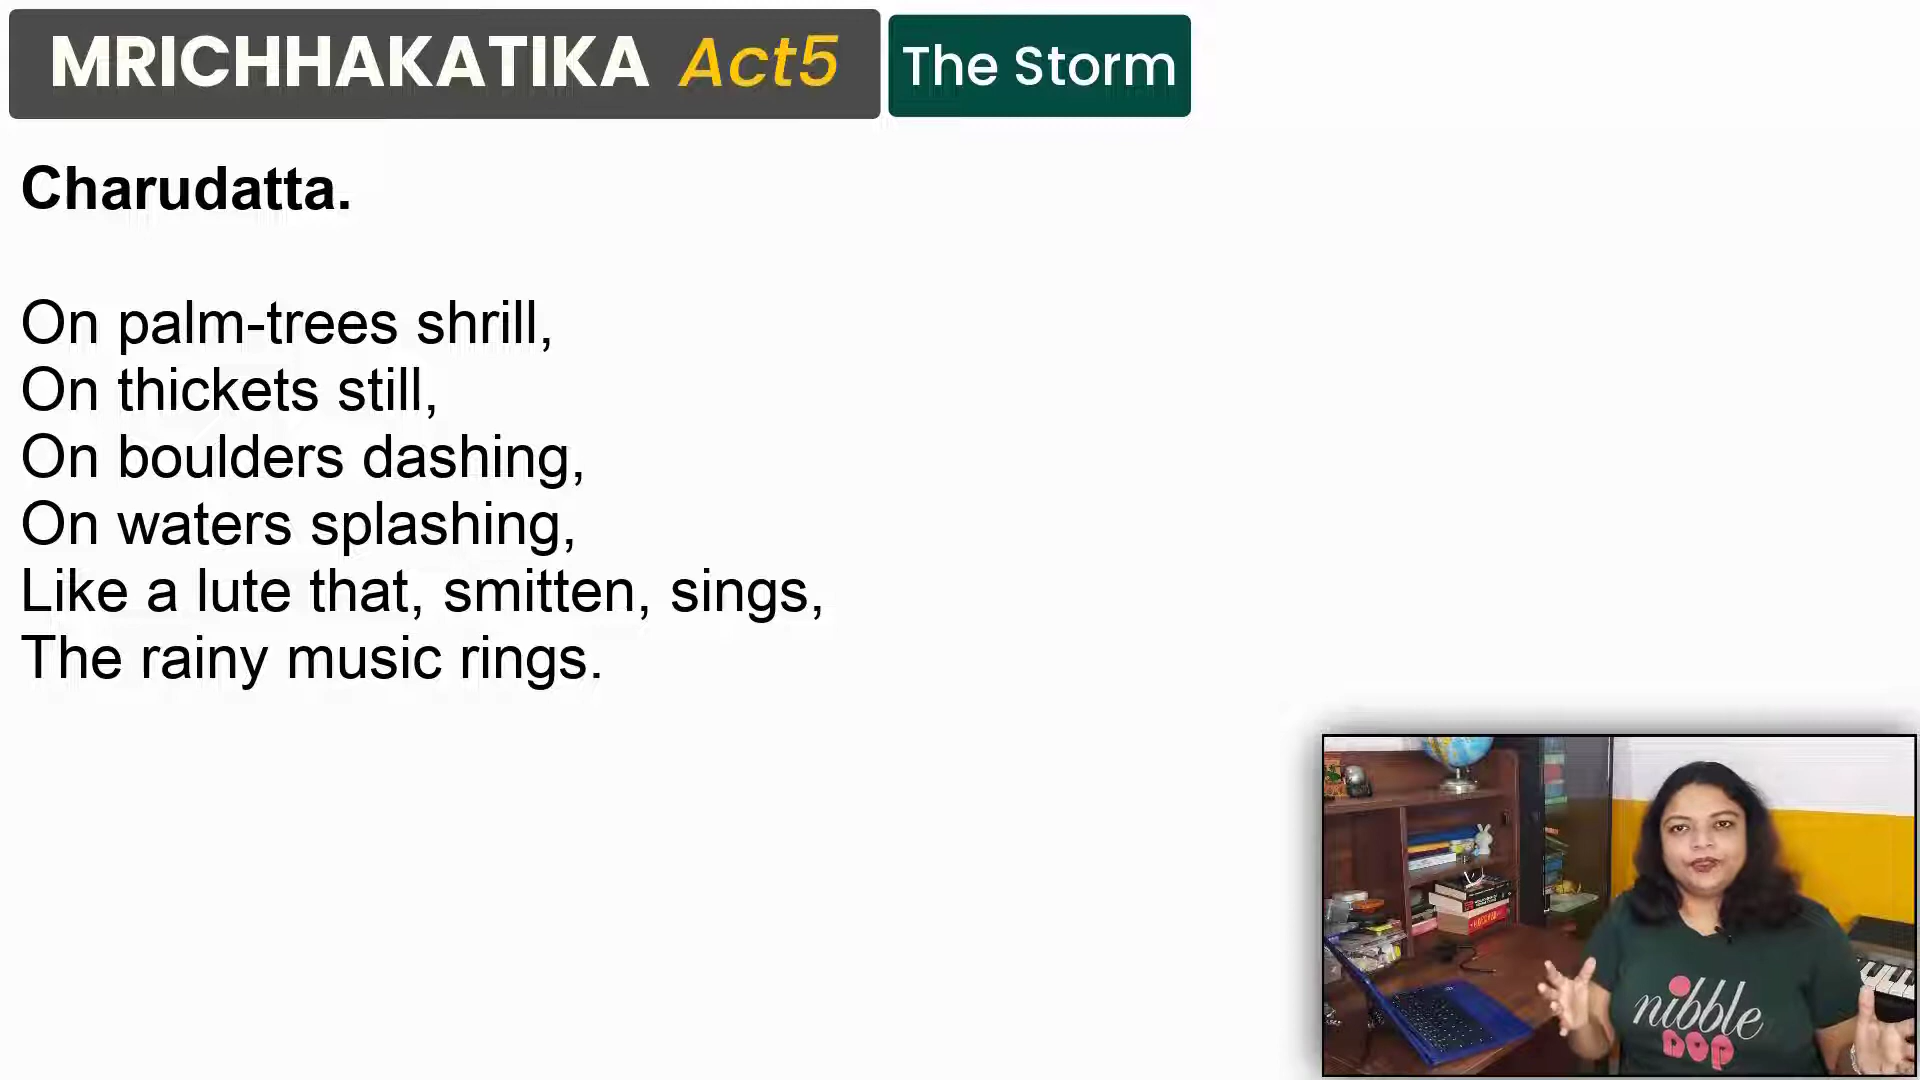 MRICHHAKATIKA Act5 The Storm
Charudatta.
On palm-trees shrill,
On thickets still,
On boulders dashing,
On waters splashing,
Like a lute that, smitten, sings,
The rainy music rings.
nibble
pop